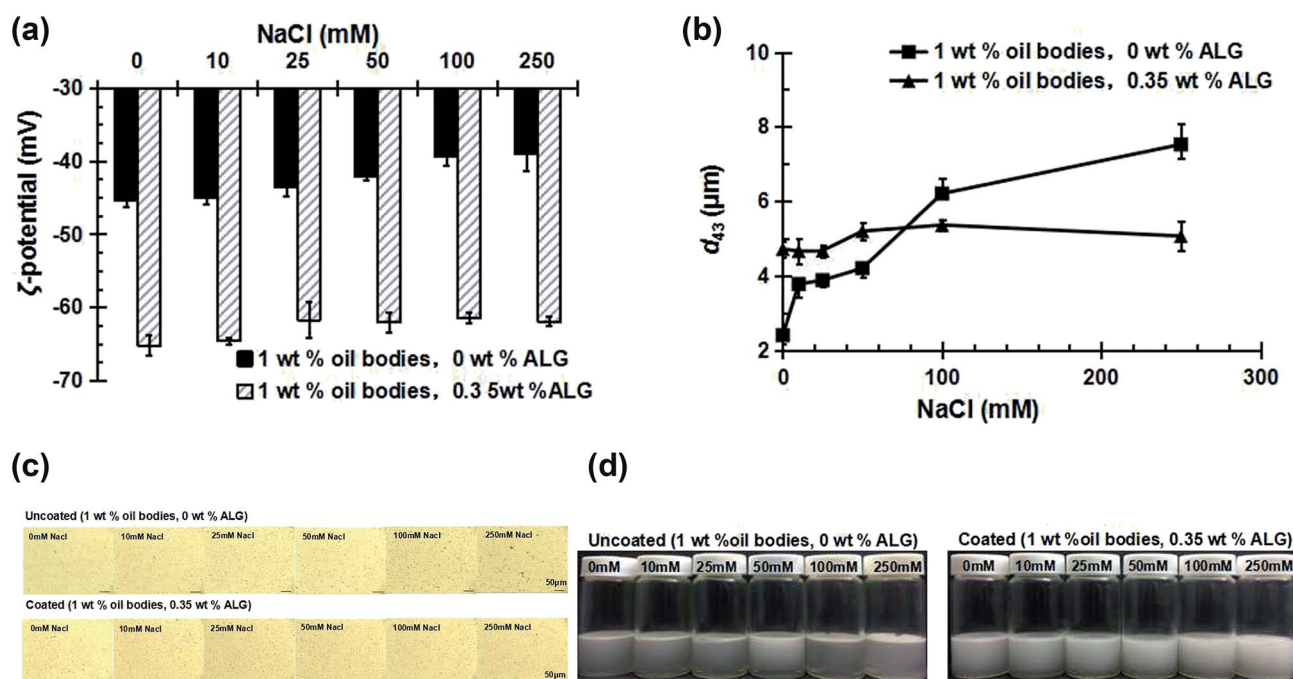 (a)
NaCl (mM)
0 10 25 50 100 250
-30
-40
-50
-60
-70
ζ-potential (mV)
1 wt % oil bodies, 0 wt % ALG
1 wt % oil bodies, 0.3 5wt %ALG
(b)
10
8
6
4
2
d43 (μm)
1 wt % oil bodies, 0 wt % ALG
1 wt % oil bodies, 0.35 wt % ALG
0 100 200 300
NaCl (mM)
(c)
Uncoated (1 wt % oil bodies, 0 wt % ALG)
0mM Nacl 10mM Nacl 25mM Nacl 50mM Nacl 100mM Nacl 250mM Nacl
50μm
Coated (1 wt % oil bodies, 0.35 wt % ALG)
0mM Nacl 10mM Nacl 25mM Nacl 50mM Nacl 100mM Nacl 250mM Nacl
50μm
(d)
Uncoated (1 wt %oil bodies, 0 wt % ALG)
0mM 10mM 25mM 50mM 100mM 250mM
Coated (1 wt %oil bodies, 0.35 wt % ALG)
0mM 10mM 25mM 50mM 100mM 250mM